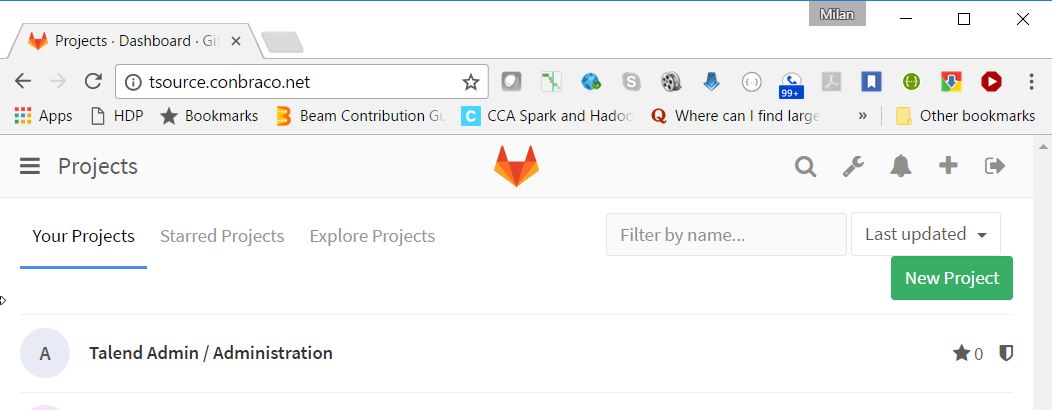 Milan
Projects · Dashboard · Git
tsource.conbraco.net
99+
Apps HDP Bookmarks Beam Contribution Gu CCA Spark and Hadoo Where can I find large » Other bookmarks
Projects
Your Projects Starred Projects Explore Projects Filter by name... Last updated
New Project
A Talend Admin / Administration 0